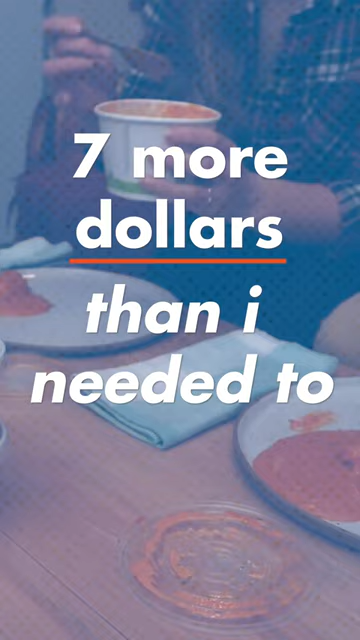 7 more
dollars
than i
needed to